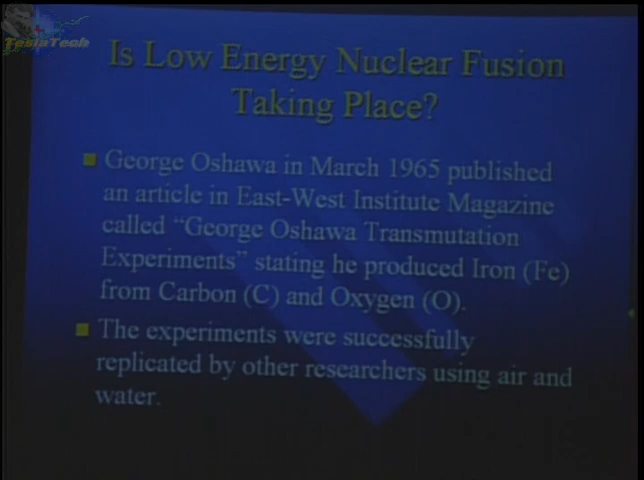 TeslaTech
Is Low Energy Nuclear Fusion
Taking Place?
George Oshawa in March 1965 published
an article in East-West Institute Magazine
called “George Oshawa Transmutation
Experiments” stating he produced Iron (Fe)
from Carbon (C) and Oxygen (O).
The experiments were successfully
replicated by other researchers using air and
water.